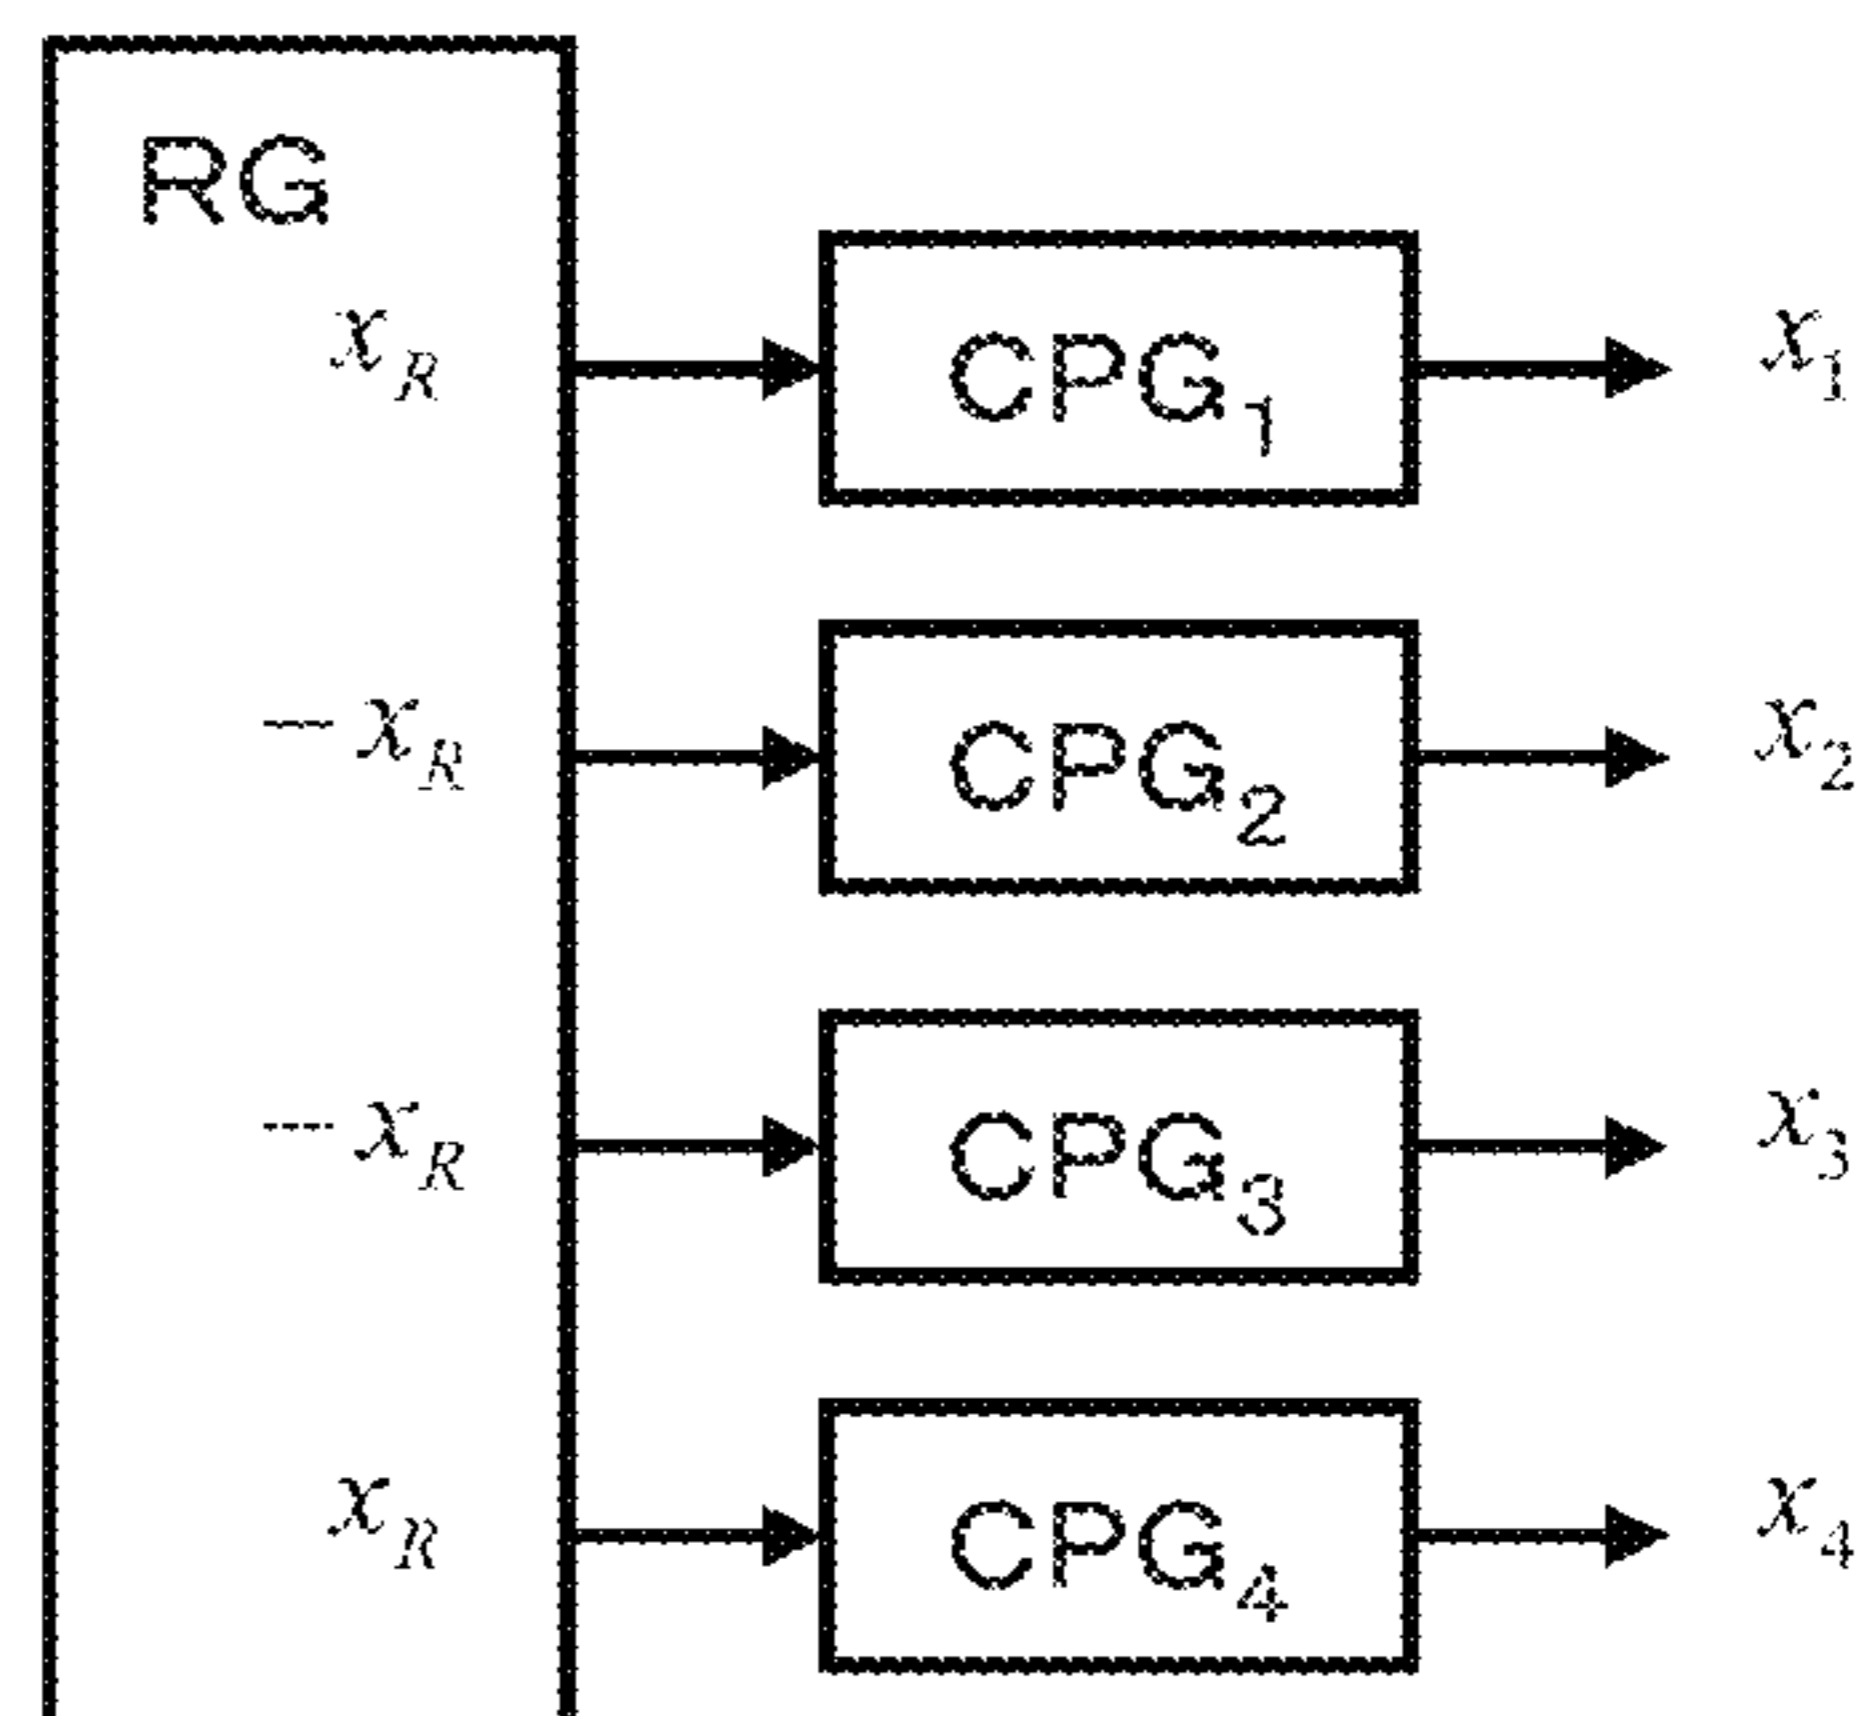 RG
x_R CPG_1 x_1
-x_R CPG_2 x_2
-x_R CPG_3 x_3
x_R CPG_4 x_4